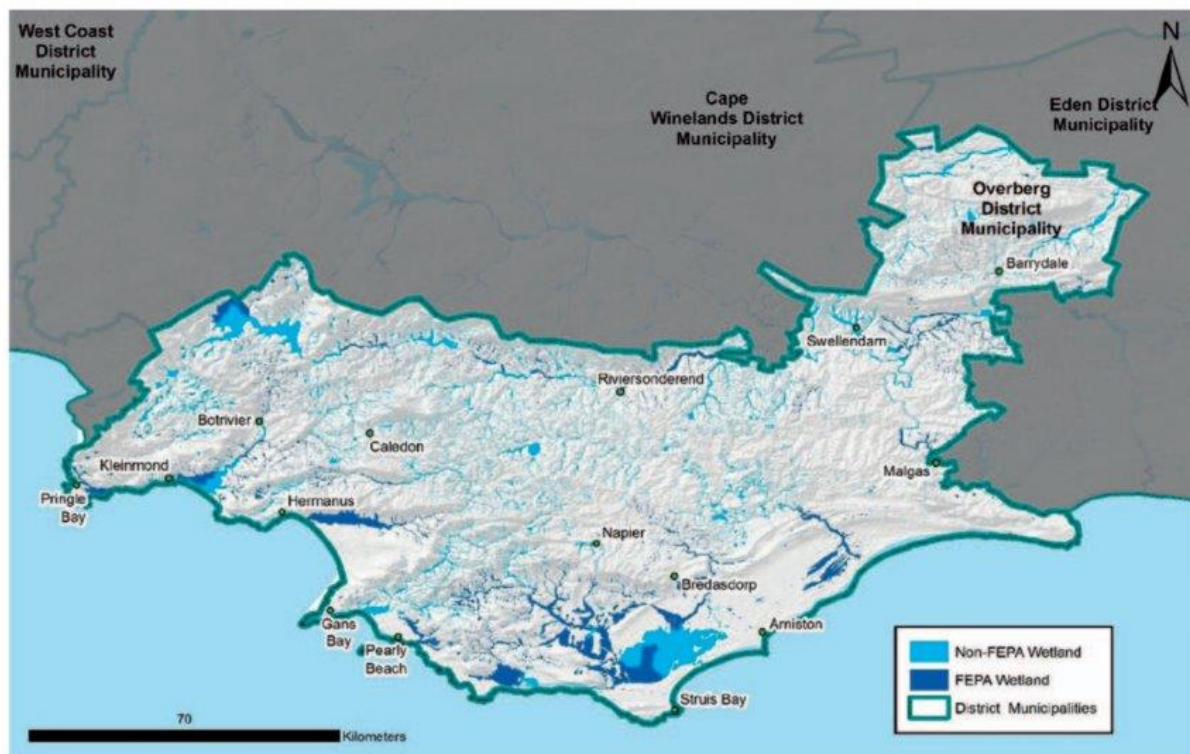 West Coast
District
Municipality
N
Cape
Winelands District
Municipality
Eden District
Municipality
Overberg
District
Municipality
Barrydale
Swellendam
Riviersonderend
Botrivier
Caledon
Malgas
Kleinmond
Pringle
Bay
Hermanus
Napier
Bredasdorp
Gans
Bay
Pearly
Beach
Arniston
Struis Bay
Non-FEPA Wetland
FEPA Wetland
District Municipalities
70
Kilometers